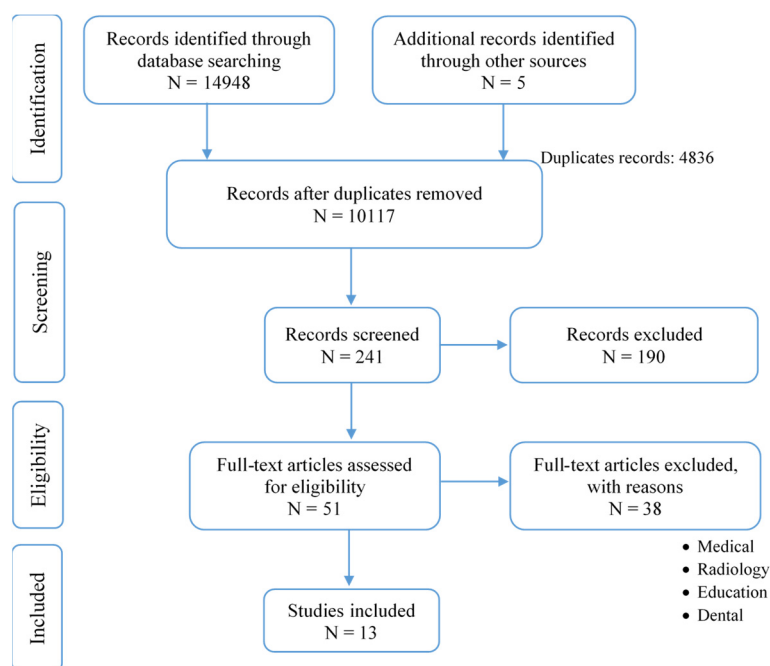 Identification
Records identified through
database searching
N = 14948
Additional records identified
through other sources
N = 5
Duplicates records: 4836
Records after duplicates removed
N = 10117
Screening
Records screened
N = 241
Records excluded
N = 190
Eligibility
Full-text articles assessed
for eligibility
N = 51
Full-text articles excluded,
with reasons
N = 38
• Medical
• Radiology
• Education
• Dental
Included
Studies included
N = 13